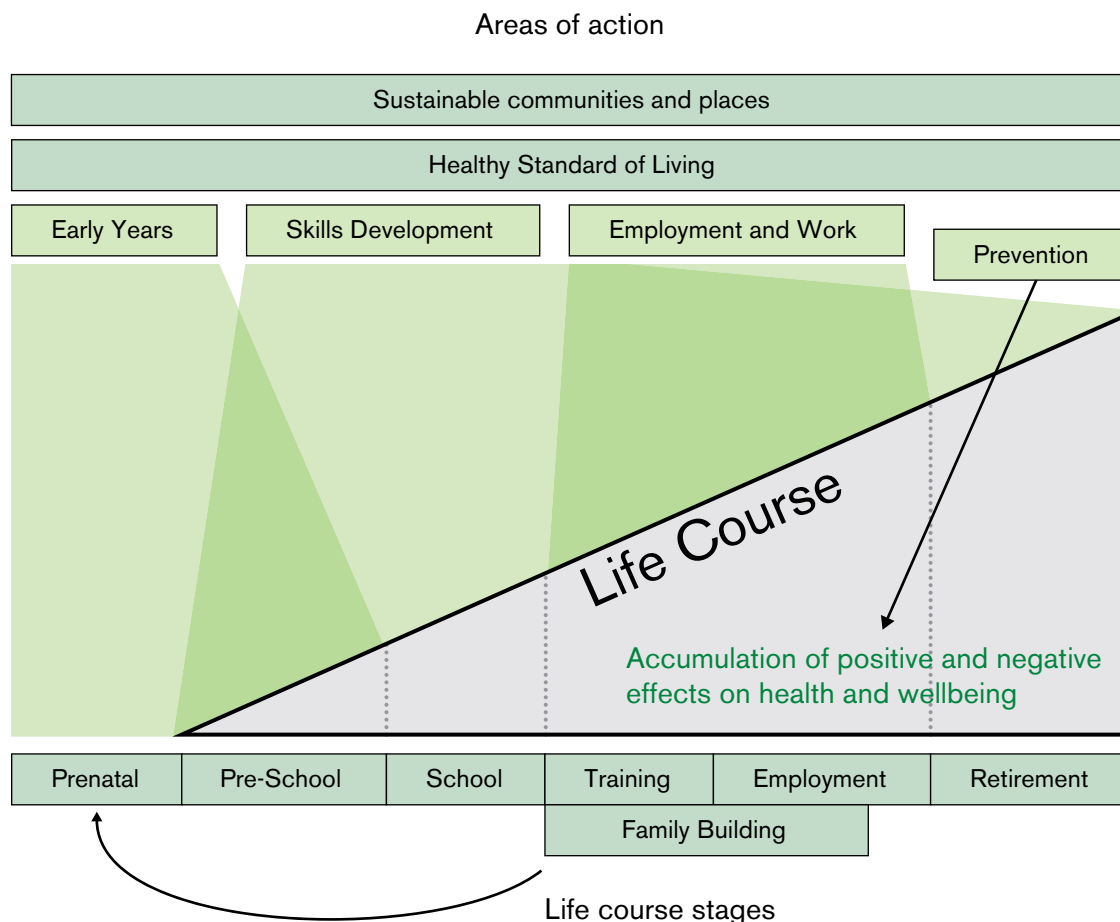 Areas of action
Sustainable communities and places
Healthy Standard of Living
Early Years
Skills Development
Employment and Work
Prevention
Life Course
Accumulation of positive and negative
effects on health and wellbeing
Prenatal
Pre-School
School
Training
Employment
Retirement
Family Building
Life course stages